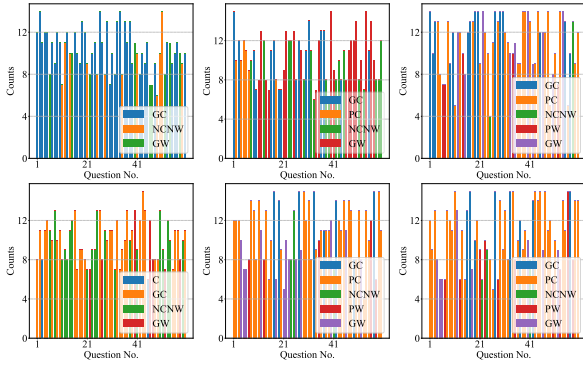 12
8
4
0
Counts
GC
NCNW
GW
1
21
41
Question No.
12
8
4
0
Counts
GC
PC
NCNW
PW
GW
1
21
41
Question No.
12
8
4
0
Counts
GC
PC
NCNW
PW
GW
1
21
41
Question No.
12
8
4
0
Counts
C
GC
NCNW
GW
1
21
41
Question No.
12
8
4
0
Counts
GC
PC
NCNW
PW
GW
1
21
41
Question No.
12
8
4
0
Counts
GC
PC
NCNW
PW
GW
1
21
41
Question No.